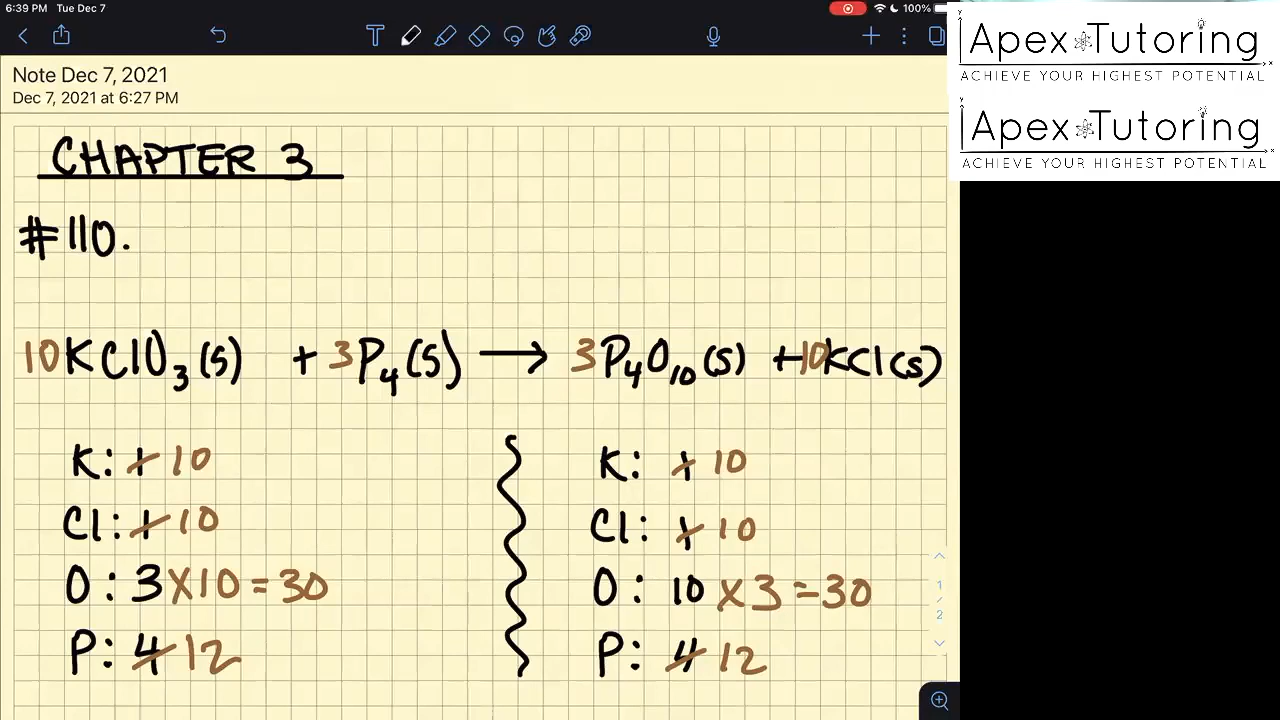 6:39 PM Tue Dec 7
100%
Note Dec 7, 2021
Dec 7, 2021 at 6:27 PM
Apex Tutoring
ACHIEVE YOUR HIGHEST POTENTIAL
Apex Tutoring
ACHIEVE YOUR HIGHEST POTENTIAL
CHAPTER 3
#110.
10KClO₃(s) + 3P₄(s) → 3P₄O₁₀(s) + 10KCl(s)
K: 1 10
K: 1 10
Cl: 1 10
Cl: 1 10
O: 3 x 10 = 30
O: 10 x 3 = 30
P: 4 12
P: 4 12
1
/
2